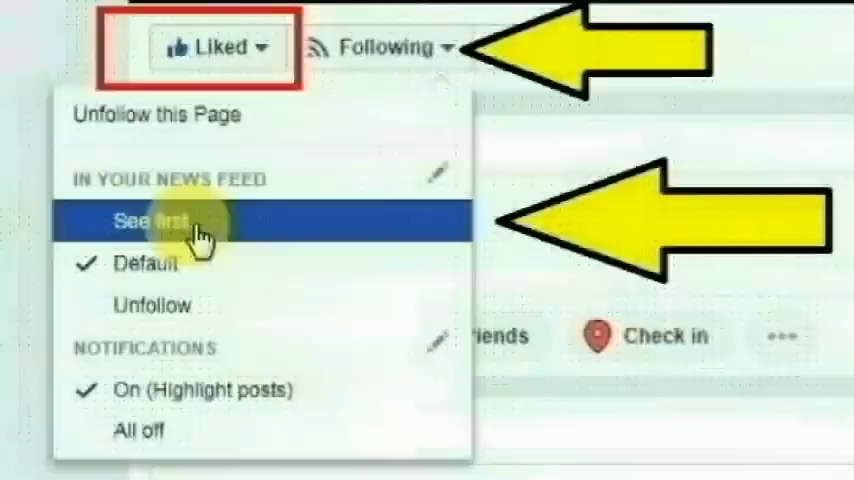 Liked Following
Unfollow this Page
IN YOUR NEWS FEED
See first
Default
Unfollow
riends Check in
NOTIFICATIONS
On (Highlight posts)
All off